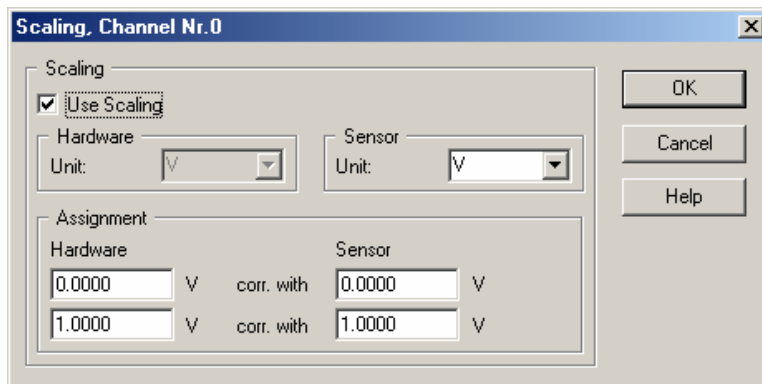 Scaling, Channel Nr.0
Scaling
Use Scaling
Hardware
Unit: V
Sensor
Unit: V
Assignment
Hardware Sensor
0.0000 V corr. with 0.0000 V
1.0000 V corr. with 1.0000 V
OK
Cancel
Help